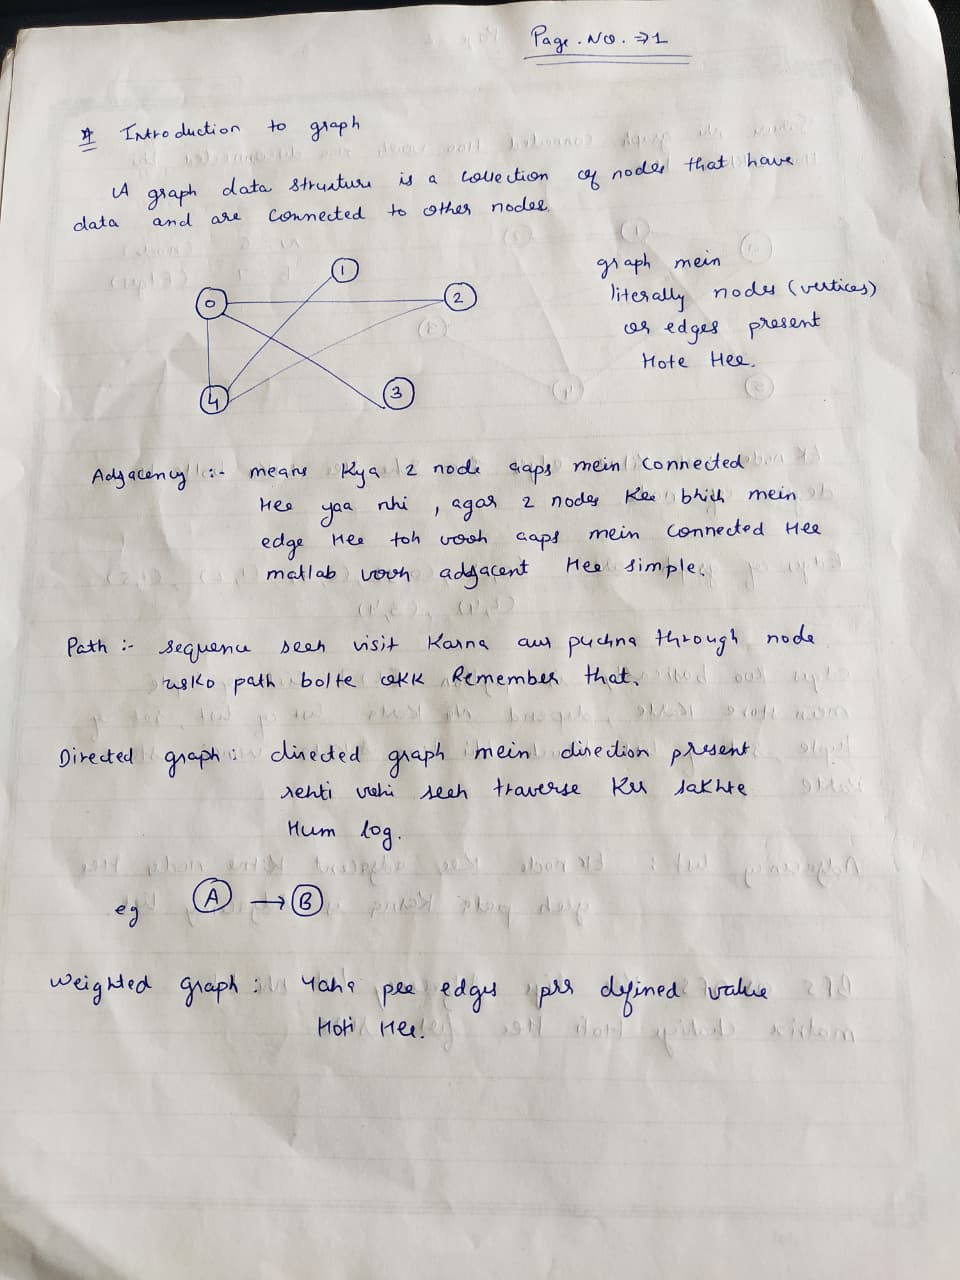 Page. No. ⇒ 1
# Introduction to graph
A graph data structure is a collection of nodes that have
data and are connected to other nodes.
1
0
2
4
3
graph mein
literally nodes (vertices)
or edges present
Hote Hee.
Adjacency :- means Kya 2 node aaps mein connected
Hee yaa nhi , agar 2 nodes Kee bhich mein
edge Hee toh vooh aaps mein connected Hee
matlab vooh adjacent Hee simple.
Path :- sequence seeh visit Karna aur puchna through node
usko path bolte okk Remember that.
Directed graph : directed graph mein direction present
rehti vahi seeh traverse Kar sakhte
Hum log.
eg A → B
Weighted graph : Yaha pee edges prr defined value
Hoti Hee!